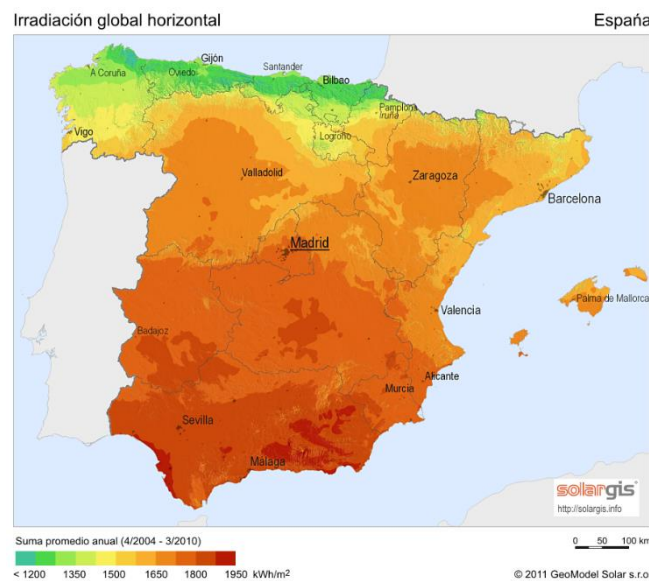 Irradiación global horizontal
España
Gijón
A Coruña
Oviedo
Santander
Bilbao
Vigo
Pamplona
Iruña
Logroño
Valladolid
Zaragoza
Barcelona
Madrid
Palma de Mallorca
Valencia
Badajoz
Alicante
Murcia
Sevilla
Málaga
solargis
http://solargis.info
Suma promedio anual (4/2004 - 3/2010)
0 50 100 km
< 1200 1350 1500 1650 1800 1950 kWh/m²
© 2011 GeoModel Solar s.r.o